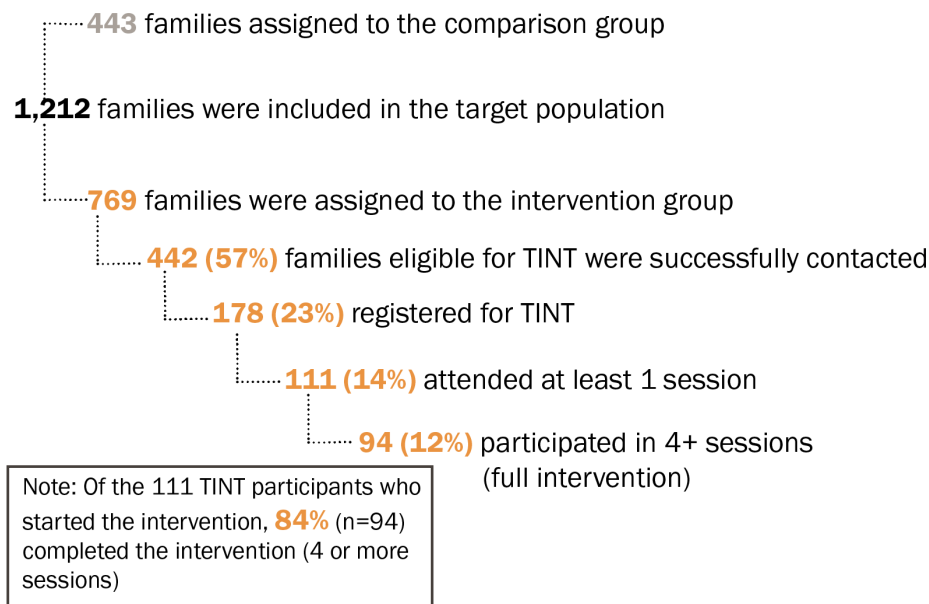 443 families assigned to the comparison group
1,212 families were included in the target population
769 families were assigned to the intervention group
442 (57%) families eligible for TINT were successfully contacted
178 (23%) registered for TINT
111 (14%) attended at least 1 session
94 (12%) participated in 4+ sessions
(full intervention)
Note: Of the 111 TINT participants who
started the intervention, 84% (n=94)
completed the intervention (4 or more
sessions)